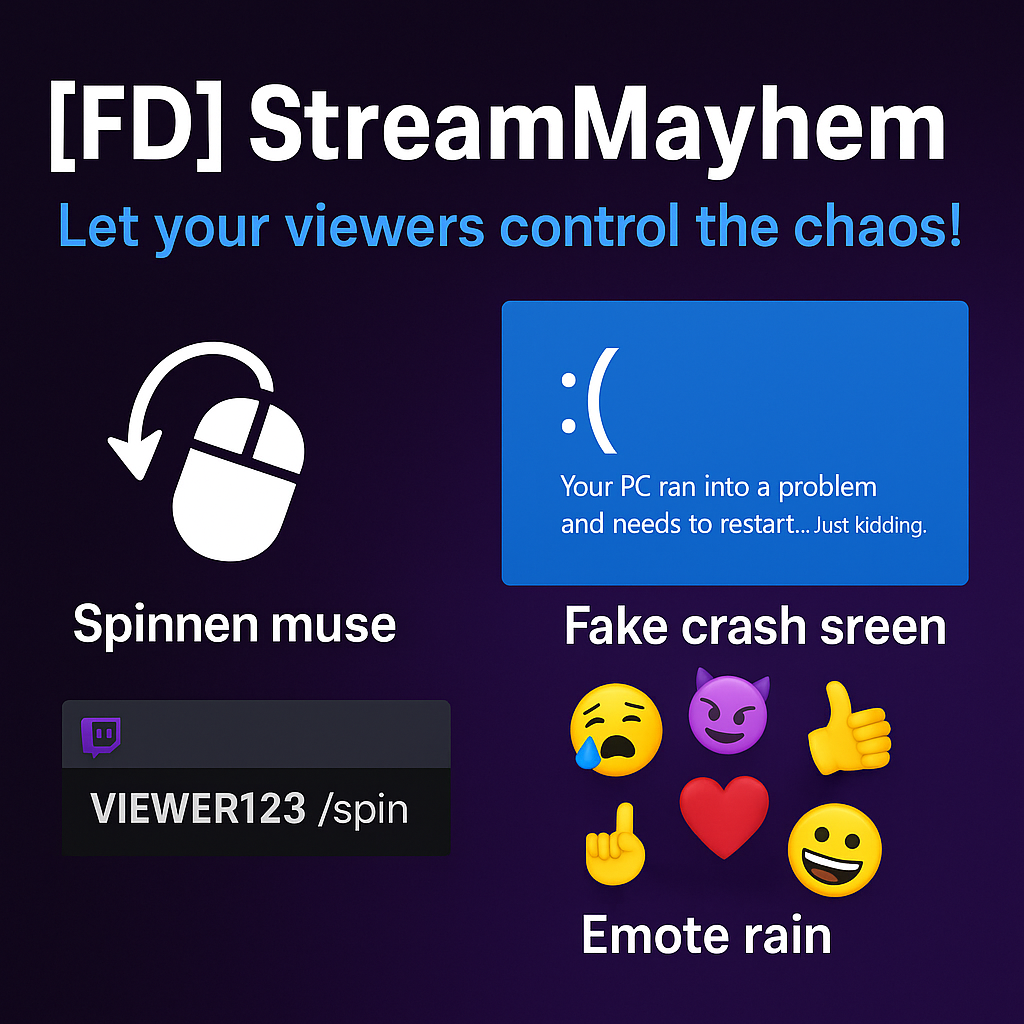 [FD] StreamMayhem
Let your viewers control the chaos!
:(
Your PC ran into a problem
and needs to restart... Just kidding.
Spinnen muse
Fake crash sreen
VIEWER123 /spin
Emote rain